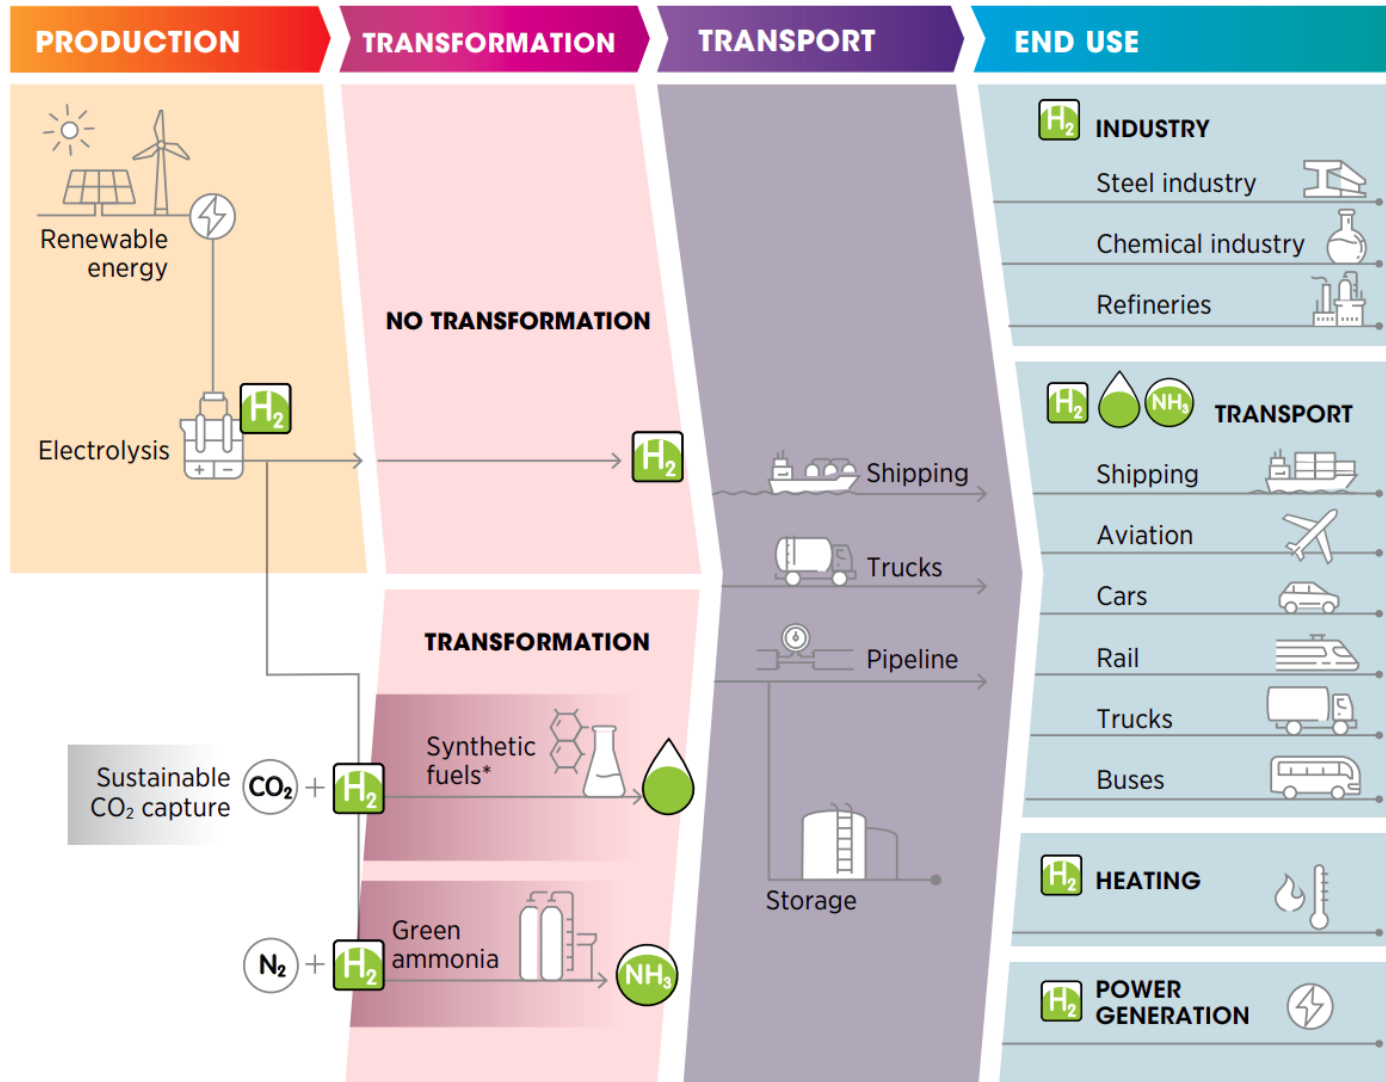 PRODUCTION
TRANSFORMATION
TRANSPORT
END USE
Renewable
energy
Electrolysis
+ −
H₂
NO TRANSFORMATION
H₂
TRANSFORMATION
Sustainable
CO₂ capture
CO₂ + H₂
Synthetic
fuels*
N₂ + H₂
Green
ammonia
NH₃
Shipping
Trucks
Pipeline
Storage
H₂ INDUSTRY
Steel industry
Chemical industry
Refineries
H₂ NH₃ TRANSPORT
Shipping
Aviation
Cars
Rail
Trucks
Buses
H₂ HEATING
H₂ POWER
GENERATION